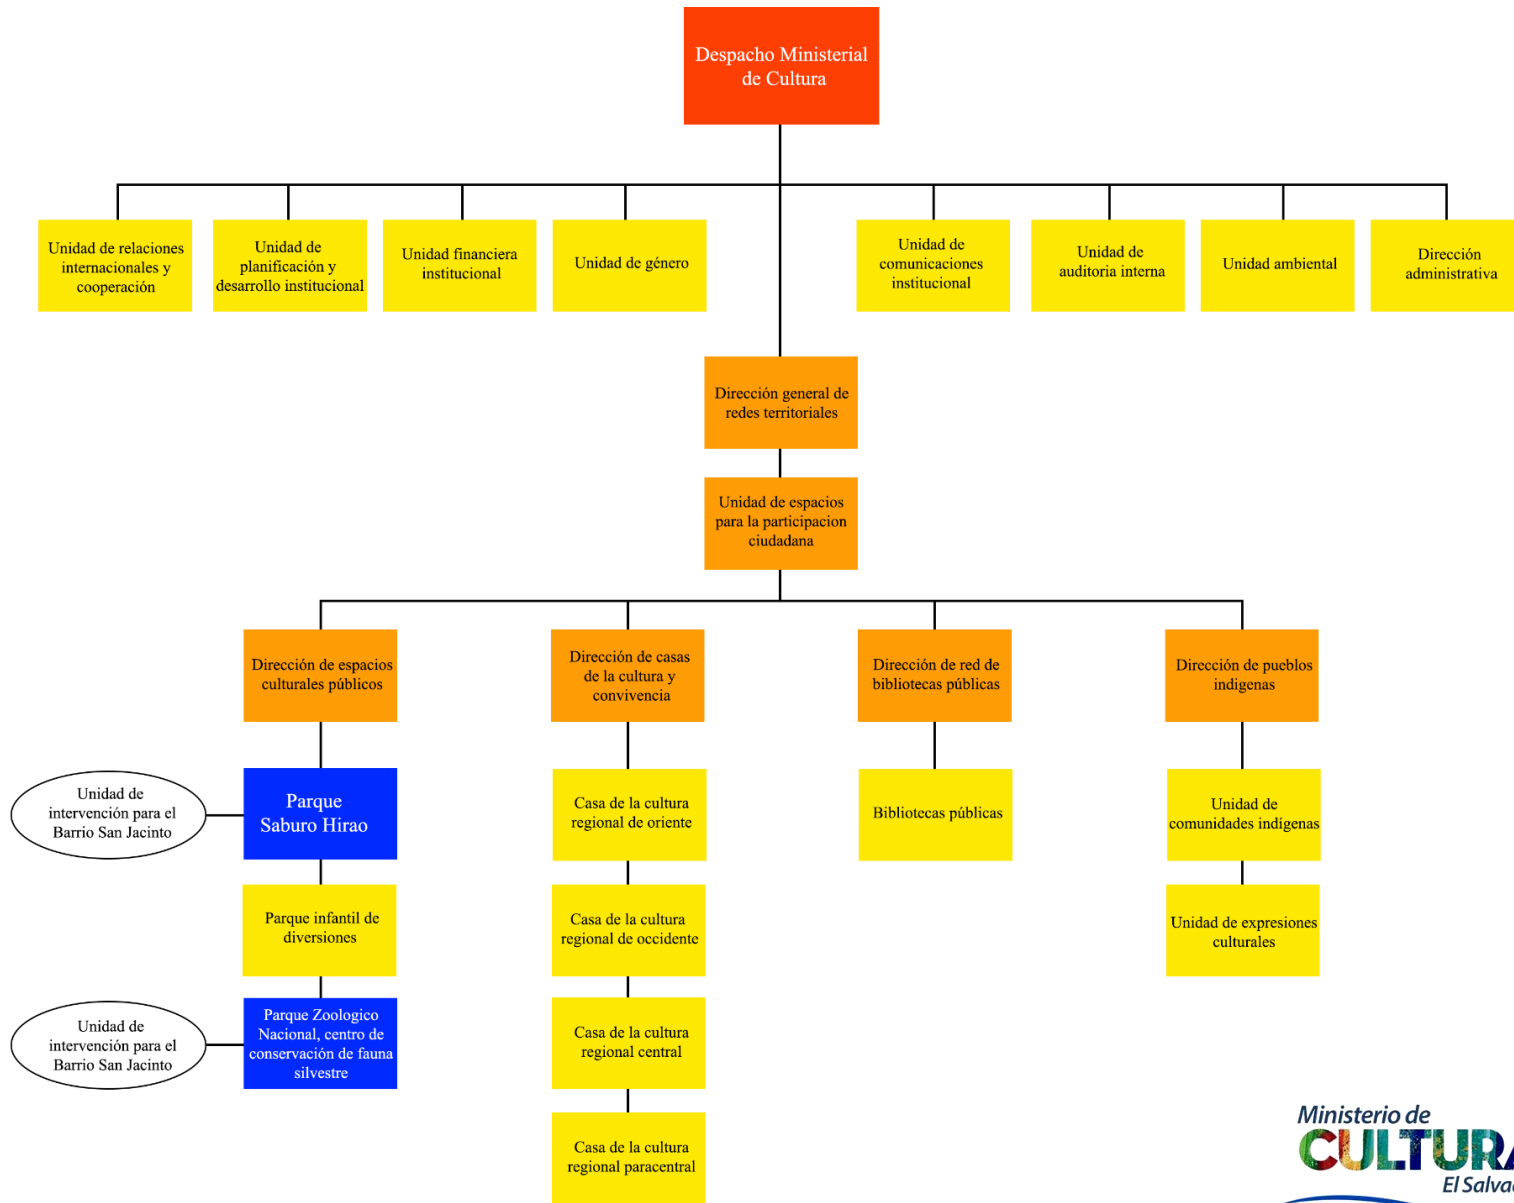 Despacho Ministerial
de Cultura
Unidad de relaciones
internacionales y
cooperación
Unidad de
planificación y
desarrollo institucional
Unidad financiera
institucional
Unidad de género
Unidad de
comunicaciones
institucional
Unidad de
auditoria interna
Unidad ambiental
Dirección
administrativa
Dirección general de
redes territoriales
Unidad de espacios
para la participacion
ciudadana
Dirección de espacios
culturales públicos
Dirección de casas
de la cultura y
convivencia
Dirección de red de
bibliotecas públicas
Dirección de pueblos
indigenas
Unidad de
intervención para el
Barrio San Jacinto
Parque
Saburo Hirao
Casa de la cultura
regional de oriente
Bibliotecas públicas
Unidad de
comunidades indígenas
Parque infantil de
diversiones
Casa de la cultura
regional de occidente
Unidad de expresiones
culturales
Unidad de
intervención para el
Barrio San Jacinto
Parque Zoologico
Nacional, centro de
conservación de fauna
silvestre
Casa de la cultura
regional central
Casa de la cultura
regional paracentral
Ministerio de
CULTURA
El Salvad